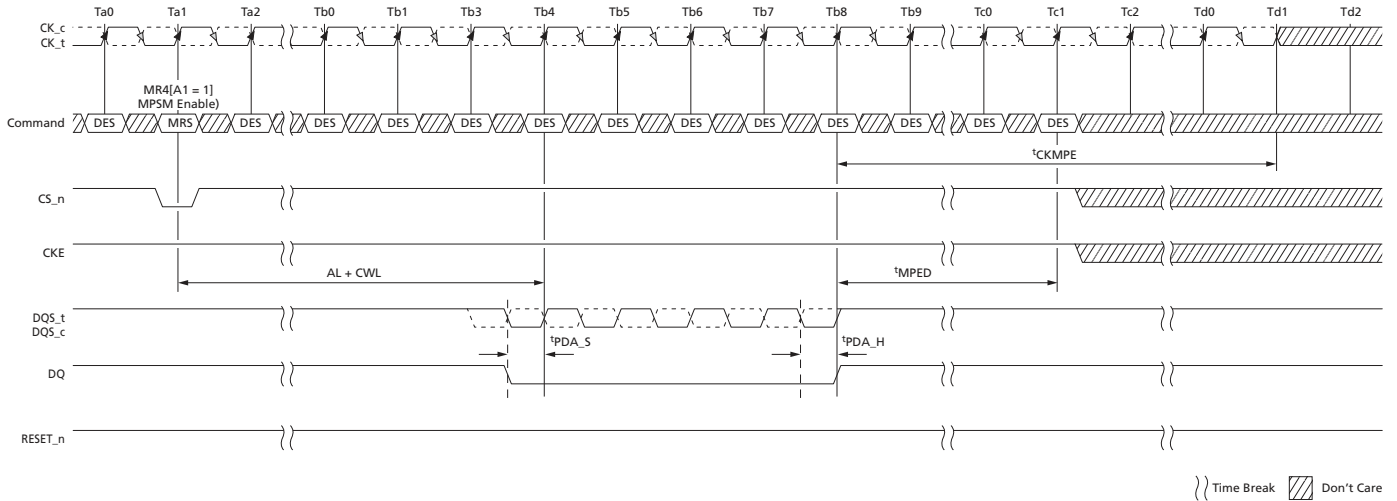 Ta0 Ta1 Ta2 Tb0 Tb1 Tb3 Tb4 Tb5 Tb6 Tb7 Tb8 Tb9 Tc0 Tc1 Tc2 Td0 Td1 Td2
CK_c
CK_t
MR4[A1 = 1]
MPSM Enable)
Command DES MRS DES DES DES DES DES DES DES DES DES DES DES DES
tCKMPE
CS_n
CKE
AL + CWL tMPED
DQS_t
DQS_c
tPDA_S tPDA_H
DQ
RESET_n
Time Break Don't Care